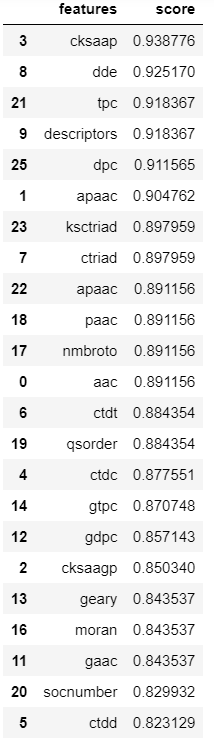 features score
3 cksaap 0.938776
8 dde 0.925170
21 tpc 0.918367
9 descriptors 0.918367
25 dpc 0.911565
1 apaac 0.904762
23 ksctriad 0.897959
7 ctriad 0.897959
22 apaac 0.891156
18 paac 0.891156
17 nmbroto 0.891156
0 aac 0.891156
6 ctdt 0.884354
19 qsorder 0.884354
4 ctdc 0.877551
14 gtpc 0.870748
12 gdpc 0.857143
2 cksaagp 0.850340
13 geary 0.843537
16 moran 0.843537
11 gaac 0.843537
20 socnumber 0.829932
5 ctdd 0.823129